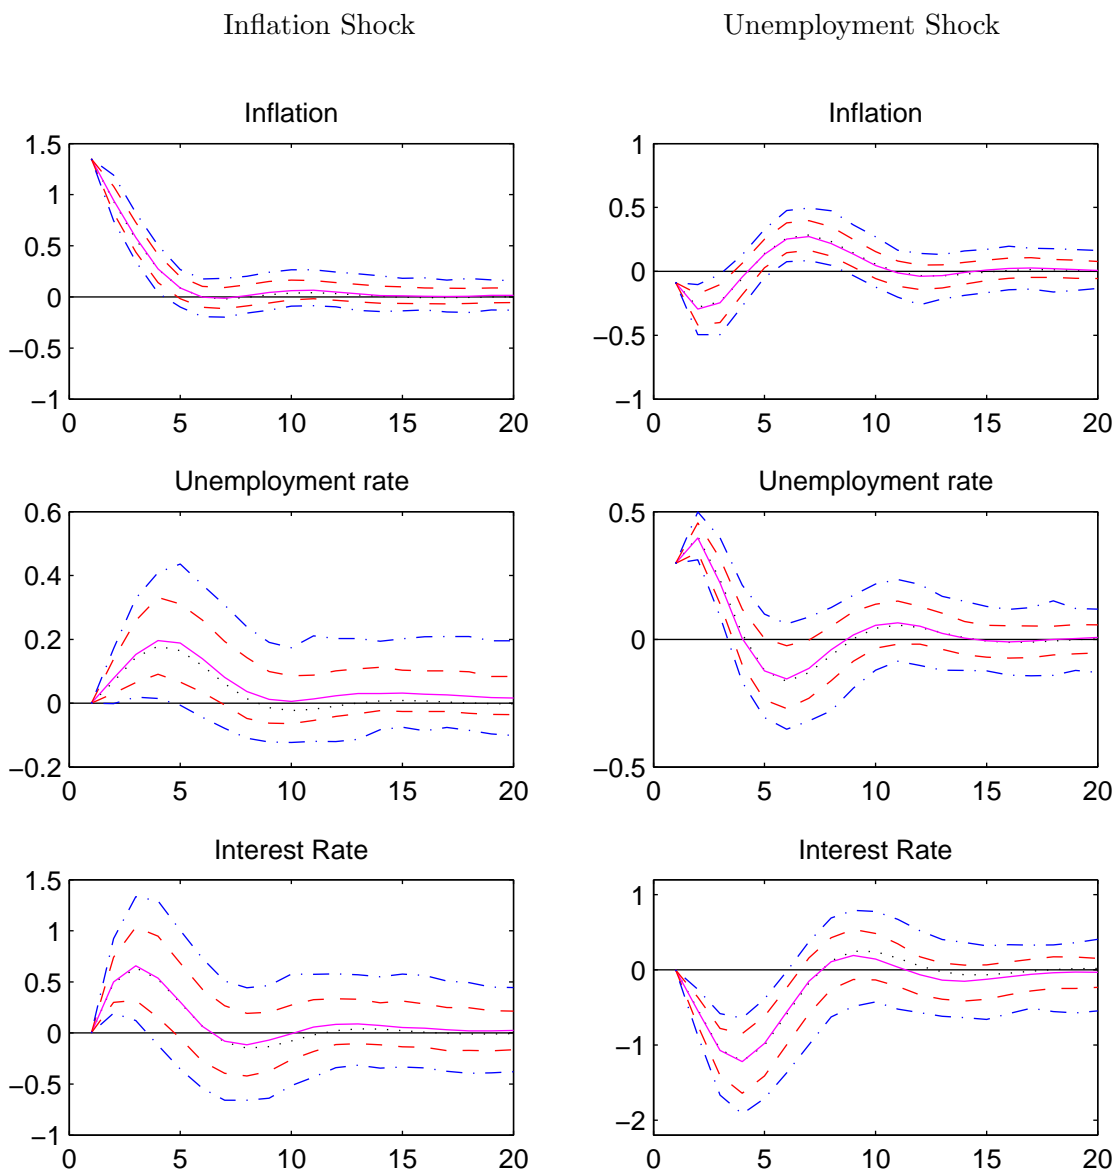 Inflation Shock Unemployment Shock
Inflation Inflation
1.5 1
1 0.5
0.5 0
0 −0.5
−0.5 −1
−1
0 5 10 15 20 0 5 10 15 20
Unemployment rate Unemployment rate
0.6 0.5
0.4
0.2 0
0
−0.2 −0.5
0 5 10 15 20 0 5 10 15 20
Interest Rate Interest Rate
1.5 1
1 0
0.5 −1
0 −2
−0.5
−1
0 5 10 15 20 0 5 10 15 20